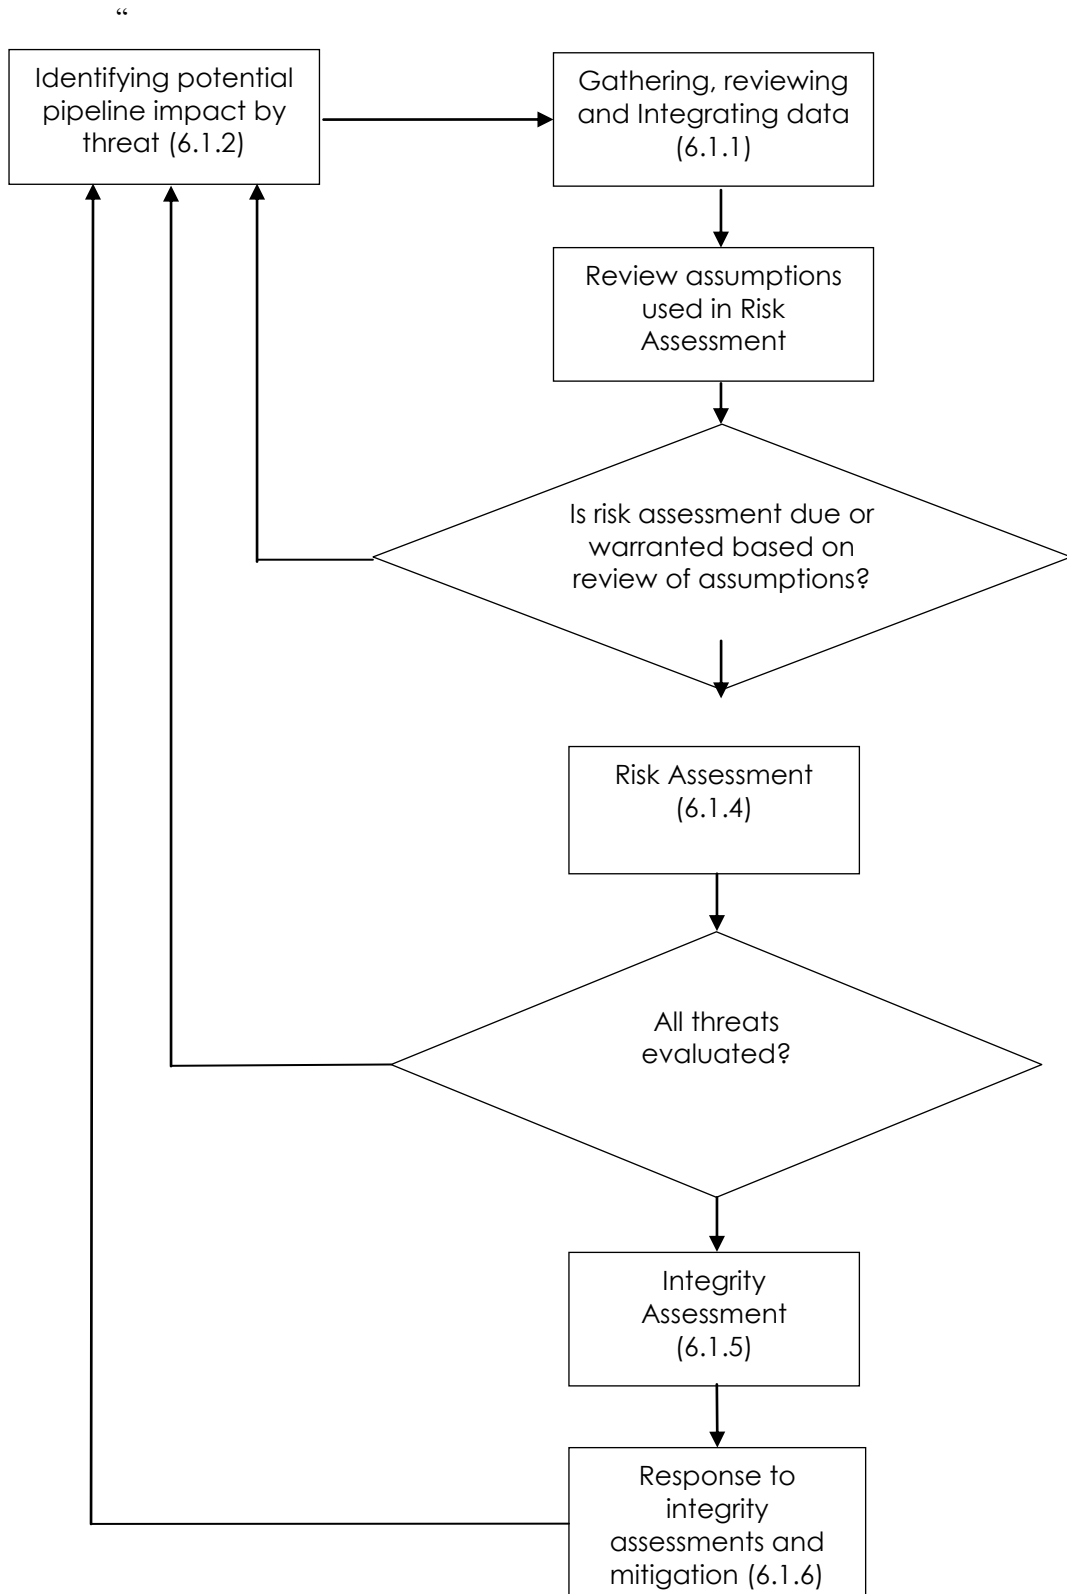 “
Identifying potential
pipeline impact by
threat (6.1.2)
Gathering, reviewing
and Integrating data
(6.1.1)
Review assumptions
used in Risk
Assessment
Is risk assessment due or
warranted based on
review of assumptions?
Risk Assessment
(6.1.4)
All threats
evaluated?
Integrity
Assessment
(6.1.5)
Response to
integrity
assessments and
mitigation (6.1.6)